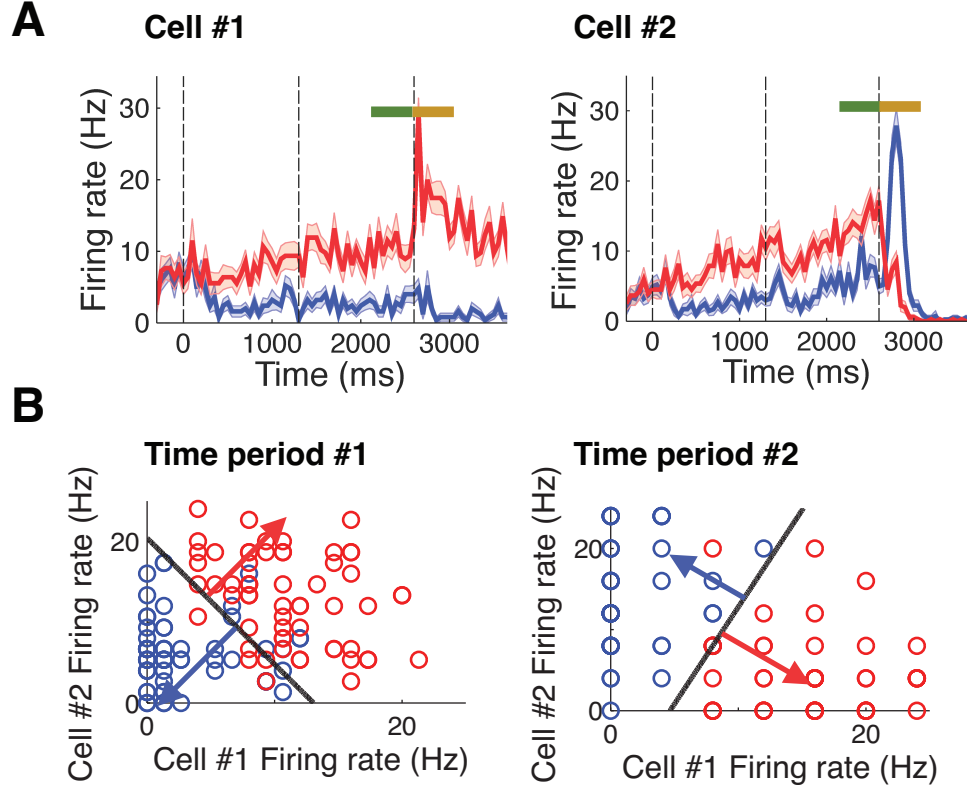 A
Cell #1
Cell #2
Firing rate (Hz)
30
20
10
0
0
1000
2000
3000
Time (ms)
Firing rate (Hz)
30
20
10
0
0
1000
2000
3000
Time (ms)
B
Time period #1
Time period #2
Cell #2 Firing rate (Hz)
20
0
0
20
Cell #1 Firing rate (Hz)
Cell #2 Firing rate (Hz)
20
0
0
20
Cell #1 Firing rate (Hz)